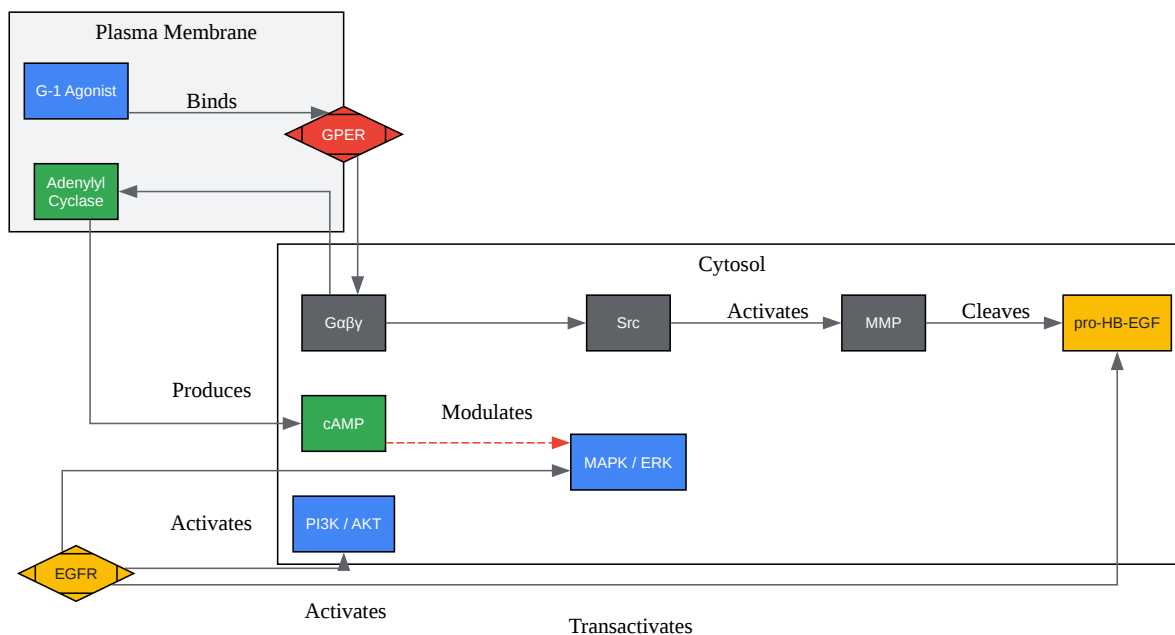 Plasma Membrane
G-1 Agonist
Binds
GPER
Adenylyl
Cyclase
Cytosol
Gαβγ
Src
Activates
MMP
Cleaves
pro-HB-EGF
Produces
cAMP
Modulates
MAPK / ERK
Activates
PI3K / AKT
EGFR
Activates
Transactivates